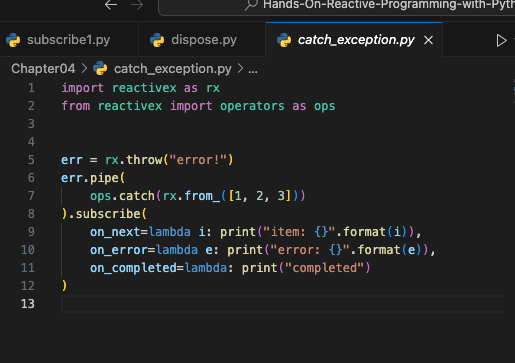 Hands-On-Reactive-Programming-with-Pyth
subscribe1.py dispose.py catch_exception.py
Chapter04 > catch_exception.py > ...
1 import reactivex as rx
2 from reactivex import operators as ops
3
4
5 err = rx.throw("error!")
6 err.pipe(
7     ops.catch(rx.from_([1, 2, 3]))
8 ).subscribe(
9     on_next=lambda i: print("item: {}".format(i)),
10     on_error=lambda e: print("error: {}".format(e)),
11     on_completed=lambda: print("completed")
12 )
13